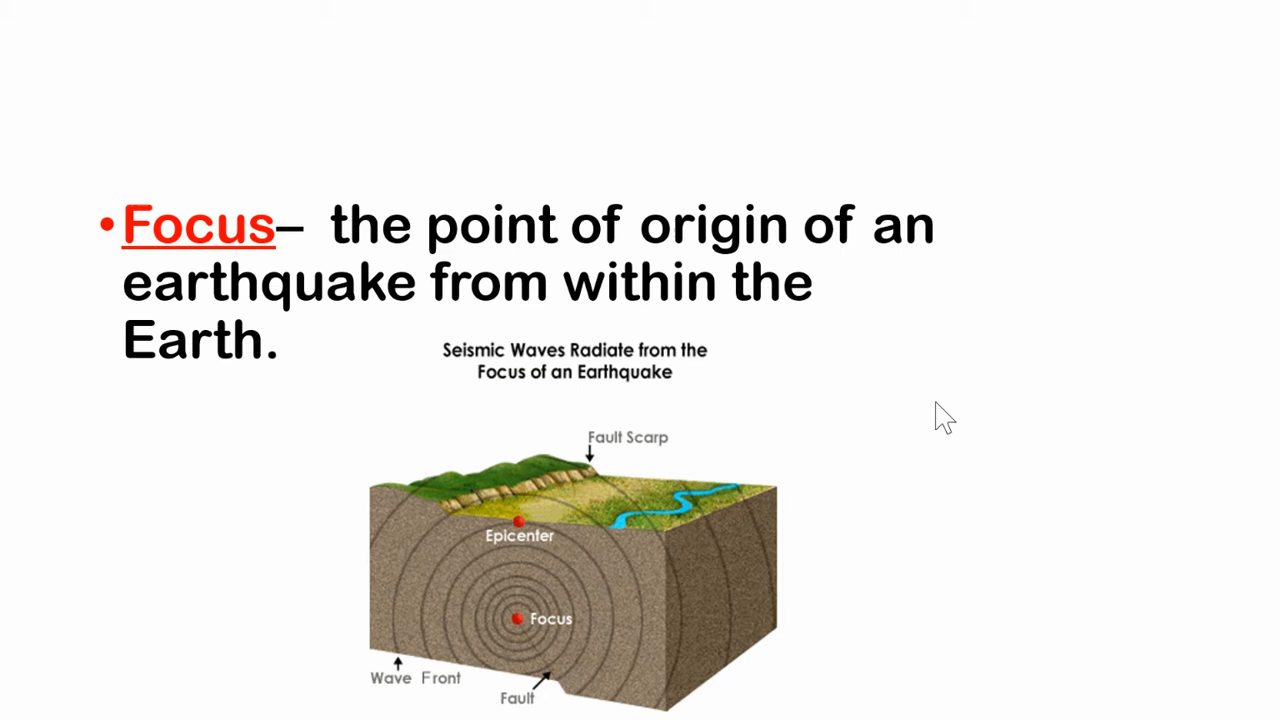 •Focus– the point of origin of an
earthquake from within the
Earth.
Seismic Waves Radiate from the
Focus of an Earthquake
Fault Scarp
Epicenter
Focus
Wave Front
Fault